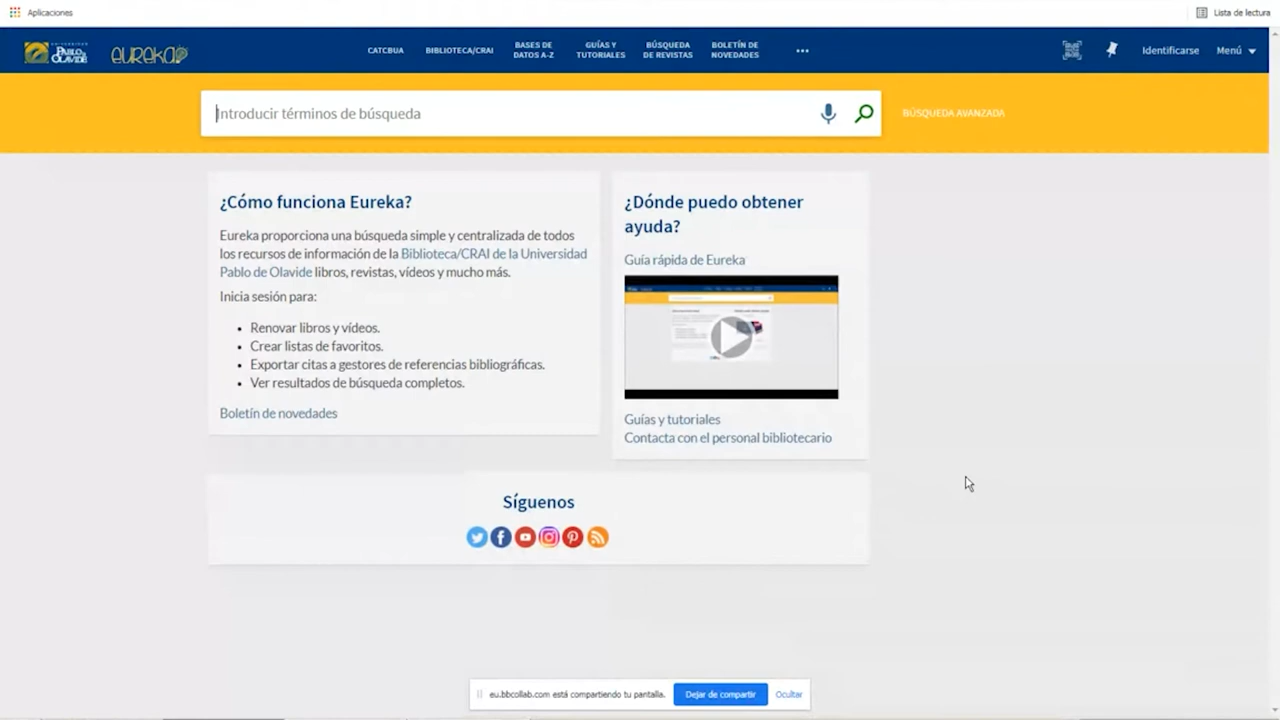 Aplicaciones
Lista de lectura
UNIVERSIDAD
PABLO DE
OLAVIDE
eureka
CATCBUA
BIBLIOTECA/CRAI
BASES DE
DATOS A-Z
GUÍAS Y
TUTORIALES
BÚSQUEDA
DE REVISTAS
BOLETÍN DE
NOVEDADES
Identificarse
Menú
Introducir términos de búsqueda
BÚSQUEDA AVANZADA
¿Cómo funciona Eureka?
Eureka proporciona una búsqueda simple y centralizada de todos
los recursos de información de la Biblioteca/CRAI de la Universidad
Pablo de Olavide libros, revistas, vídeos y mucho más.
Inicia sesión para:
Renovar libros y vídeos.
Crear listas de favoritos.
Exportar citas a gestores de referencias bibliográficas.
Ver resultados de búsqueda completos.
Boletín de novedades
¿Dónde puedo obtener
ayuda?
Guía rápida de Eureka
Guías y tutoriales
Contacta con el personal bibliotecario
Síguenos
eu.bbcollab.com está compartiendo tu pantalla.
Dejar de compartir
Ocultar